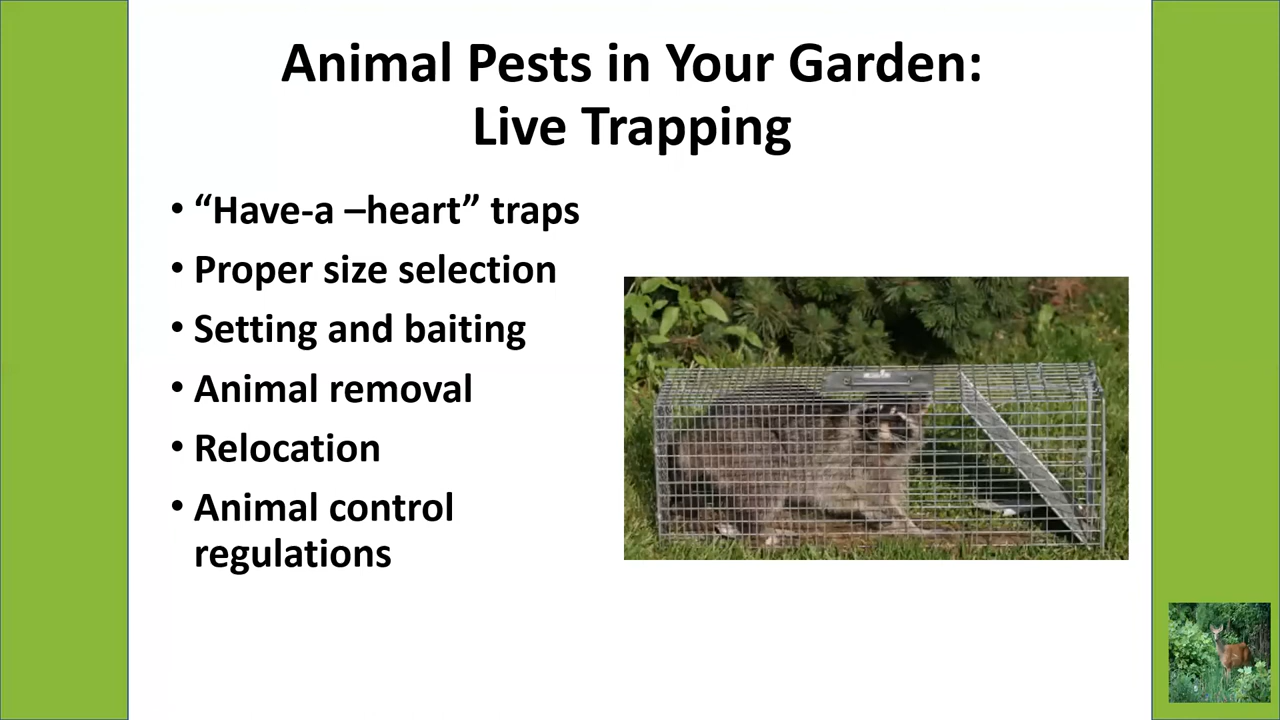 Animal Pests in Your Garden:
Live Trapping
• “Have-a –heart” traps
• Proper size selection
• Setting and baiting
• Animal removal
• Relocation
• Animal control
regulations